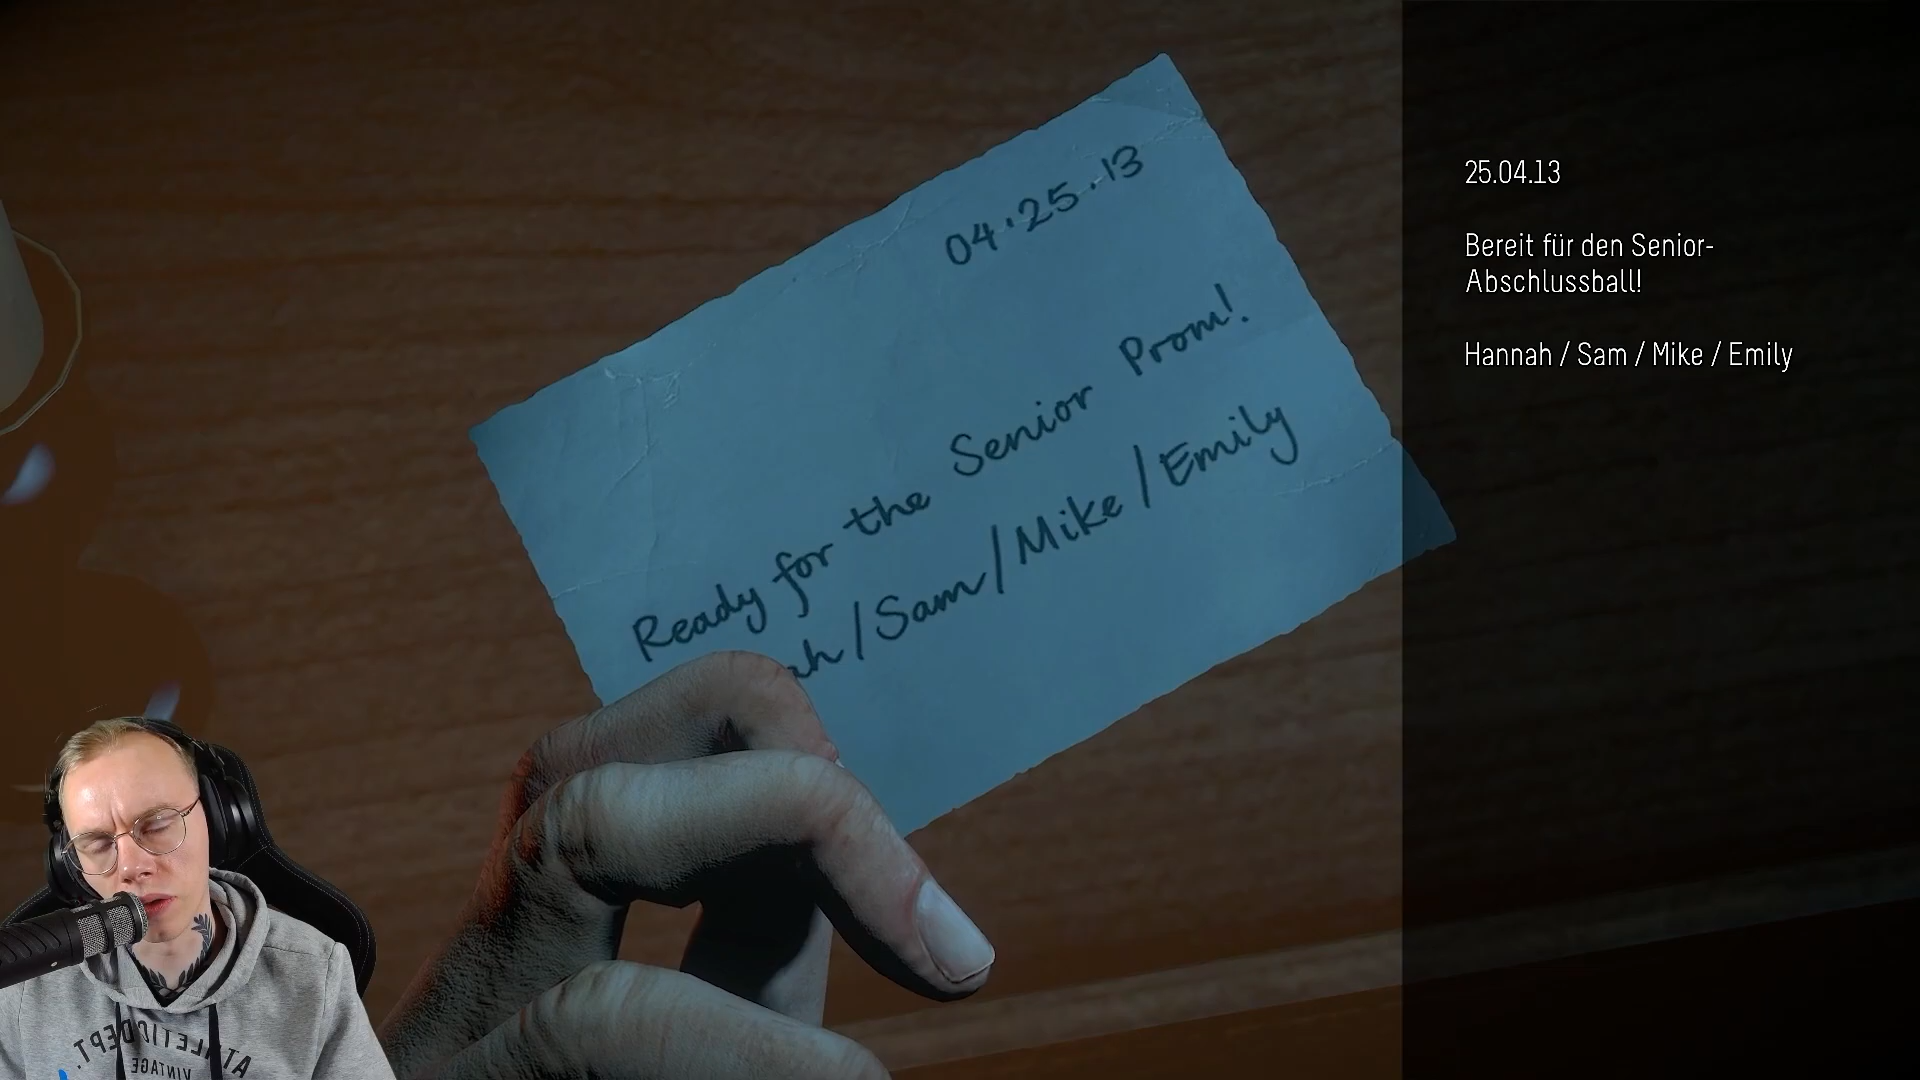 04.25.13
Ready for the Senior Prom!
ah/Sam/Mike/Emily
25.04.13
Bereit für den Senior-
Abschlussball!
Hannah / Sam / Mike / Emily
ATHLETIC DEPT.
VINTAGE